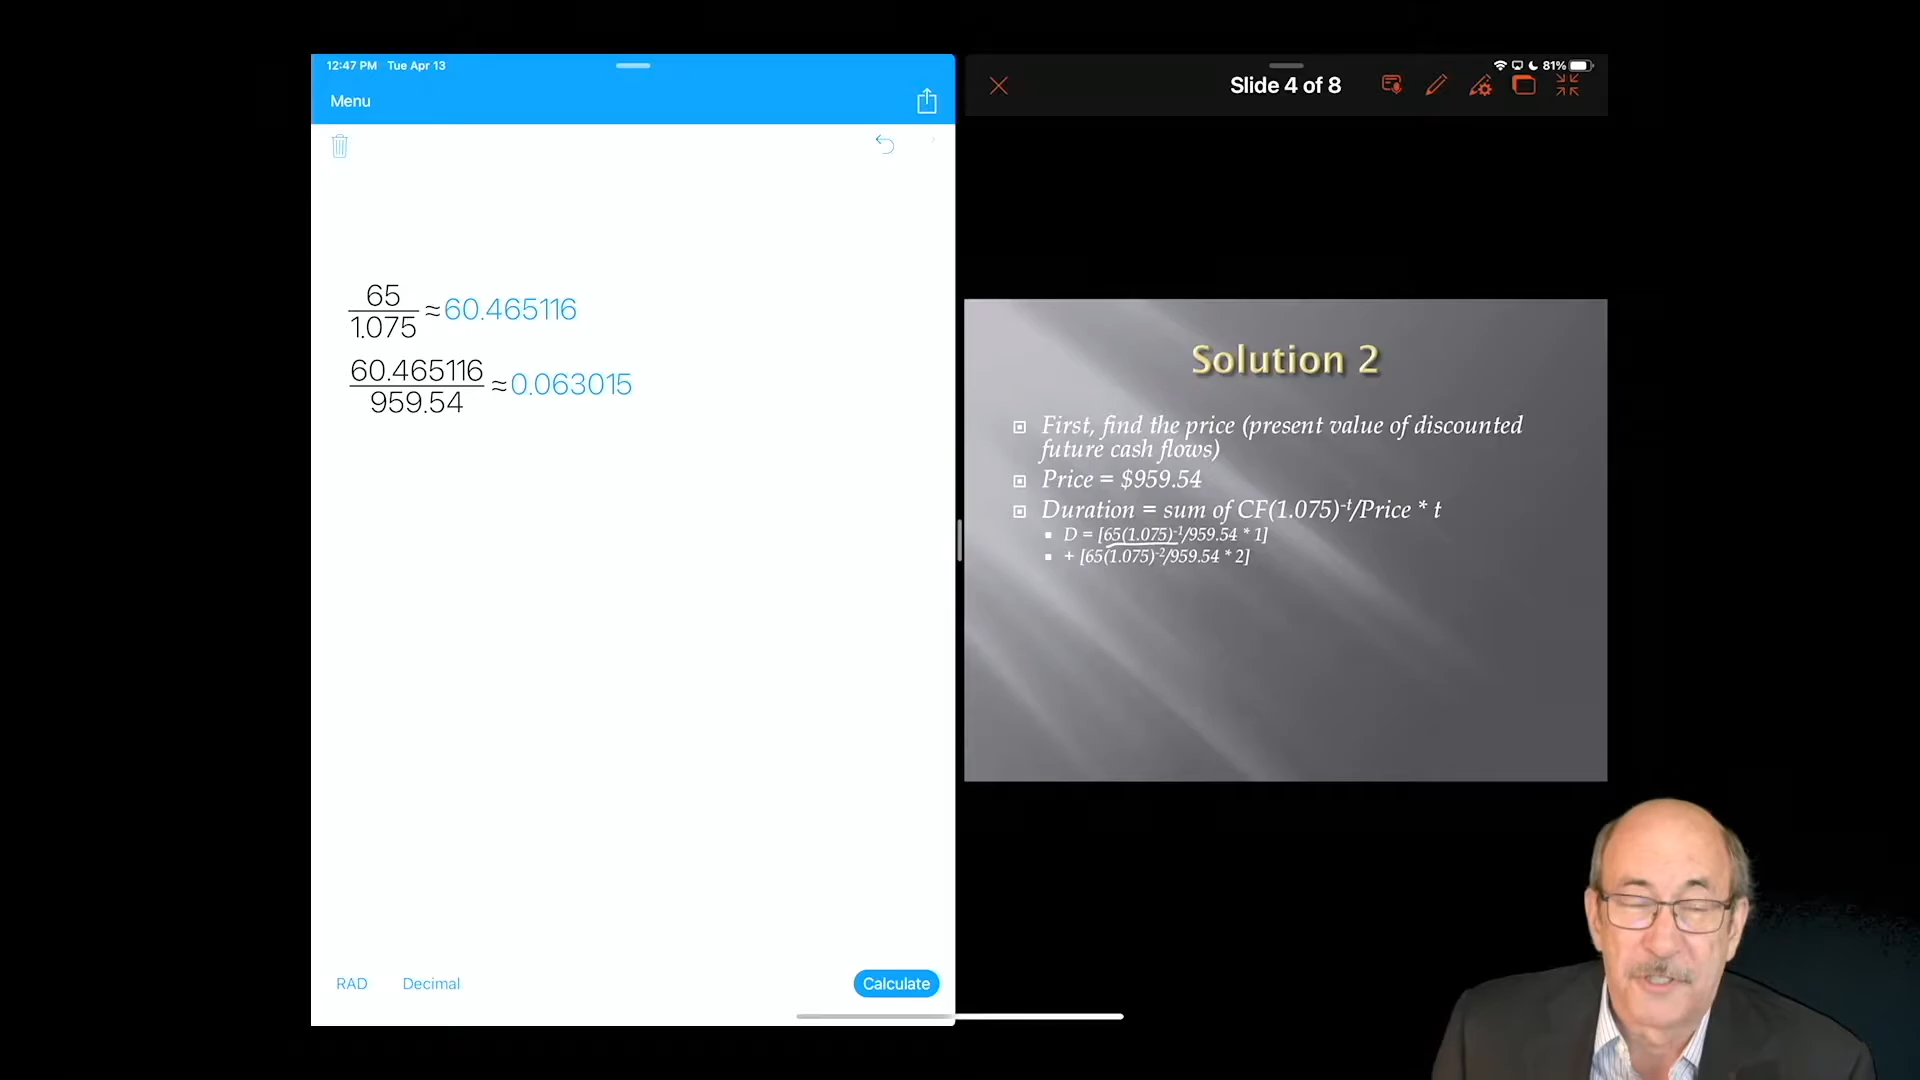 12:47 PM Tue Apr 13
Menu
65
1.075
≈60.465116
60.465116
959.54
≈0.063015
RAD Decimal Calculate
81%
Slide 4 of 8
Solution 2
First, find the price (present value of discounted
future cash flows)
Price = $959.54
Duration = sum of CF(1.075)⁻ᵗ/Price * t
D = [65(1.075)⁻¹/959.54 * 1]
+ [65(1.075)⁻²/959.54 * 2]